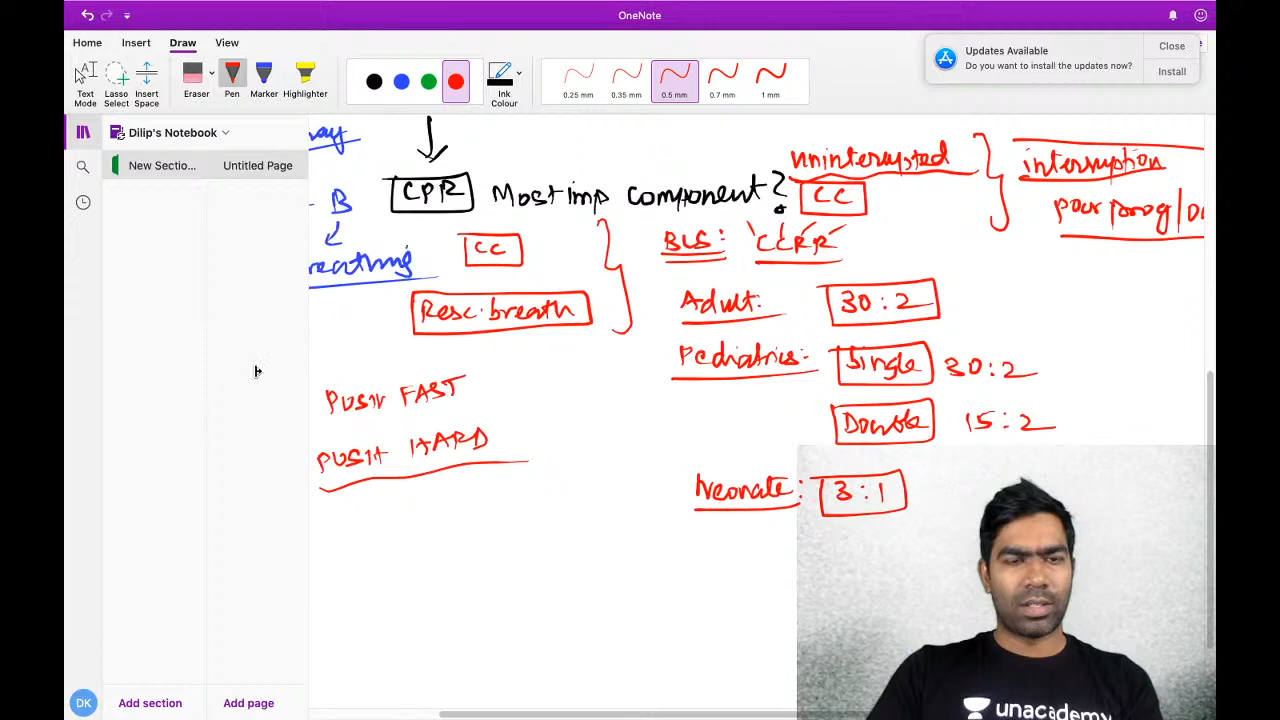 OneNote
Home Insert Draw View
Updates Available
Do you want to install the updates now?
Close
Install
Text Mode
Lasso Select
Insert Space
Eraser
Pen
Marker
Highlighter
Ink Colour
0.25 mm
0.35 mm
0.5 mm
0.7 mm
1 mm
Dilip's Notebook
New Sectio... Untitled Page
way
CPR Most imp component?
uninterrupted
CC
interruption
poor prog/
- B
reathing
CC
Resc. breath
BLS: CCRR
Adult: 30:2
Pediatrics: Single 30:2
Double 15:2
Neonate: 3:1
PUSH FAST
PUSH HARD
DK
Add section Add page
unacademy